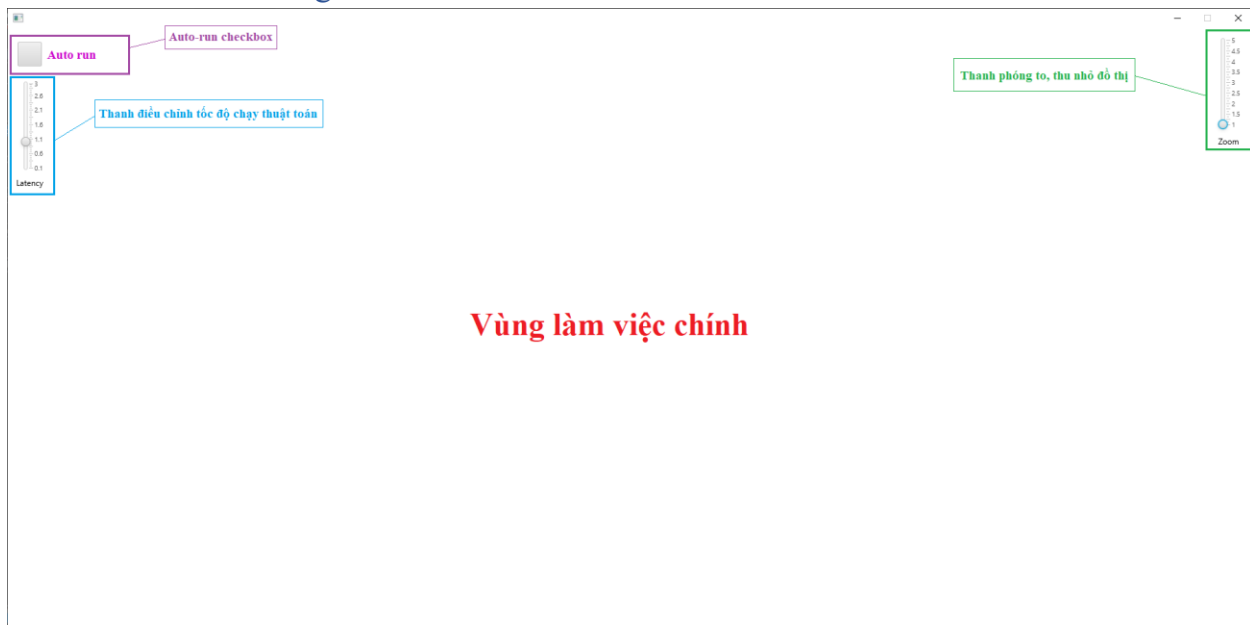 Auto run
Auto-run checkbox
3
2.6
2.1
1.6
1.1
0.6
0.1
Latency
Thanh điều chỉnh tốc độ chạy thuật toán
Thanh phóng to, thu nhỏ đồ thị
5
4.5
4
3.5
3
2.5
2
1.5
1
Zoom
Vùng làm việc chính